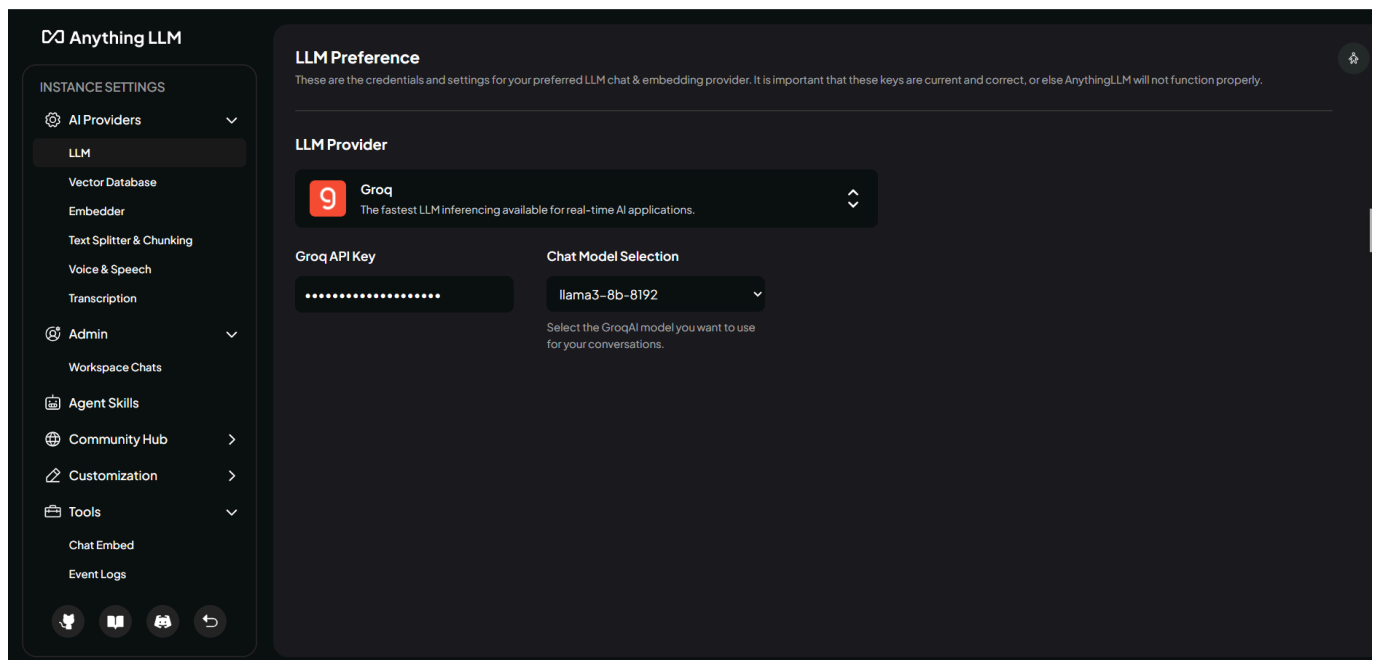 Anything LLM
INSTANCE SETTINGS
AI Providers
LLM
Vector Database
Embedder
Text Splitter & Chunking
Voice & Speech
Transcription
Admin
Workspace Chats
Agent Skills
Community Hub
Customization
Tools
Chat Embed
Event Logs
LLM Preference
These are the credentials and settings for your preferred LLM chat & embedding provider. It is important that these keys are current and correct, or else AnythingLLM will not function properly.
LLM Provider
Groq
The fastest LLM inferencing available for real-time AI applications.
Groq API Key
••••••••••••••••••••
Chat Model Selection
llama3-8b-8192
Select the GroqAI model you want to use
for your conversations.